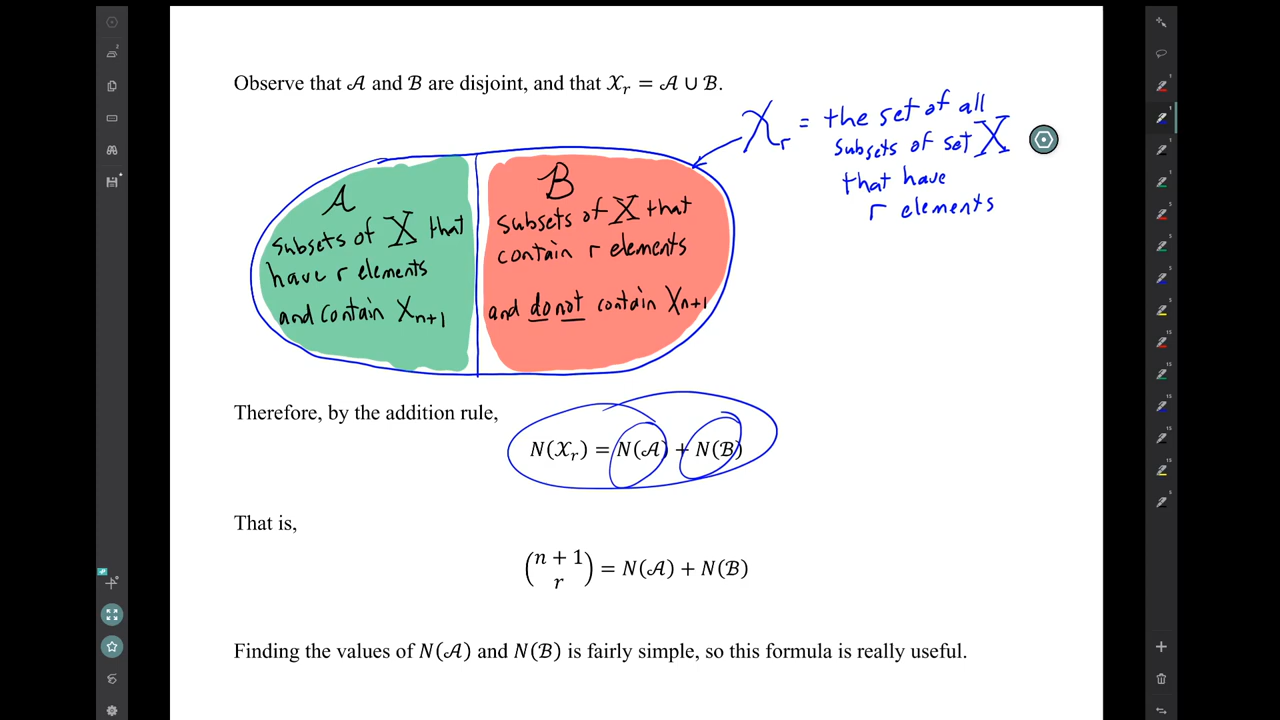 Observe that 𝒜 and ℬ are disjoint, and that 𝒳ᵣ = 𝒜 ∪ ℬ.
𝒳ᵣ = the set of all
subsets of set X
that have
r elements
𝒜
subsets of X that
have r elements
and contain Xₙ₊₁
ℬ
subsets of X that
contain r elements
and do not contain Xₙ₊₁
Therefore, by the addition rule,
N(𝒳ᵣ) = N(𝒜) + N(ℬ)
That is,
(n + 1
r) = N(𝒜) + N(ℬ)
Finding the values of N(𝒜) and N(ℬ) is fairly simple, so this formula is really useful.